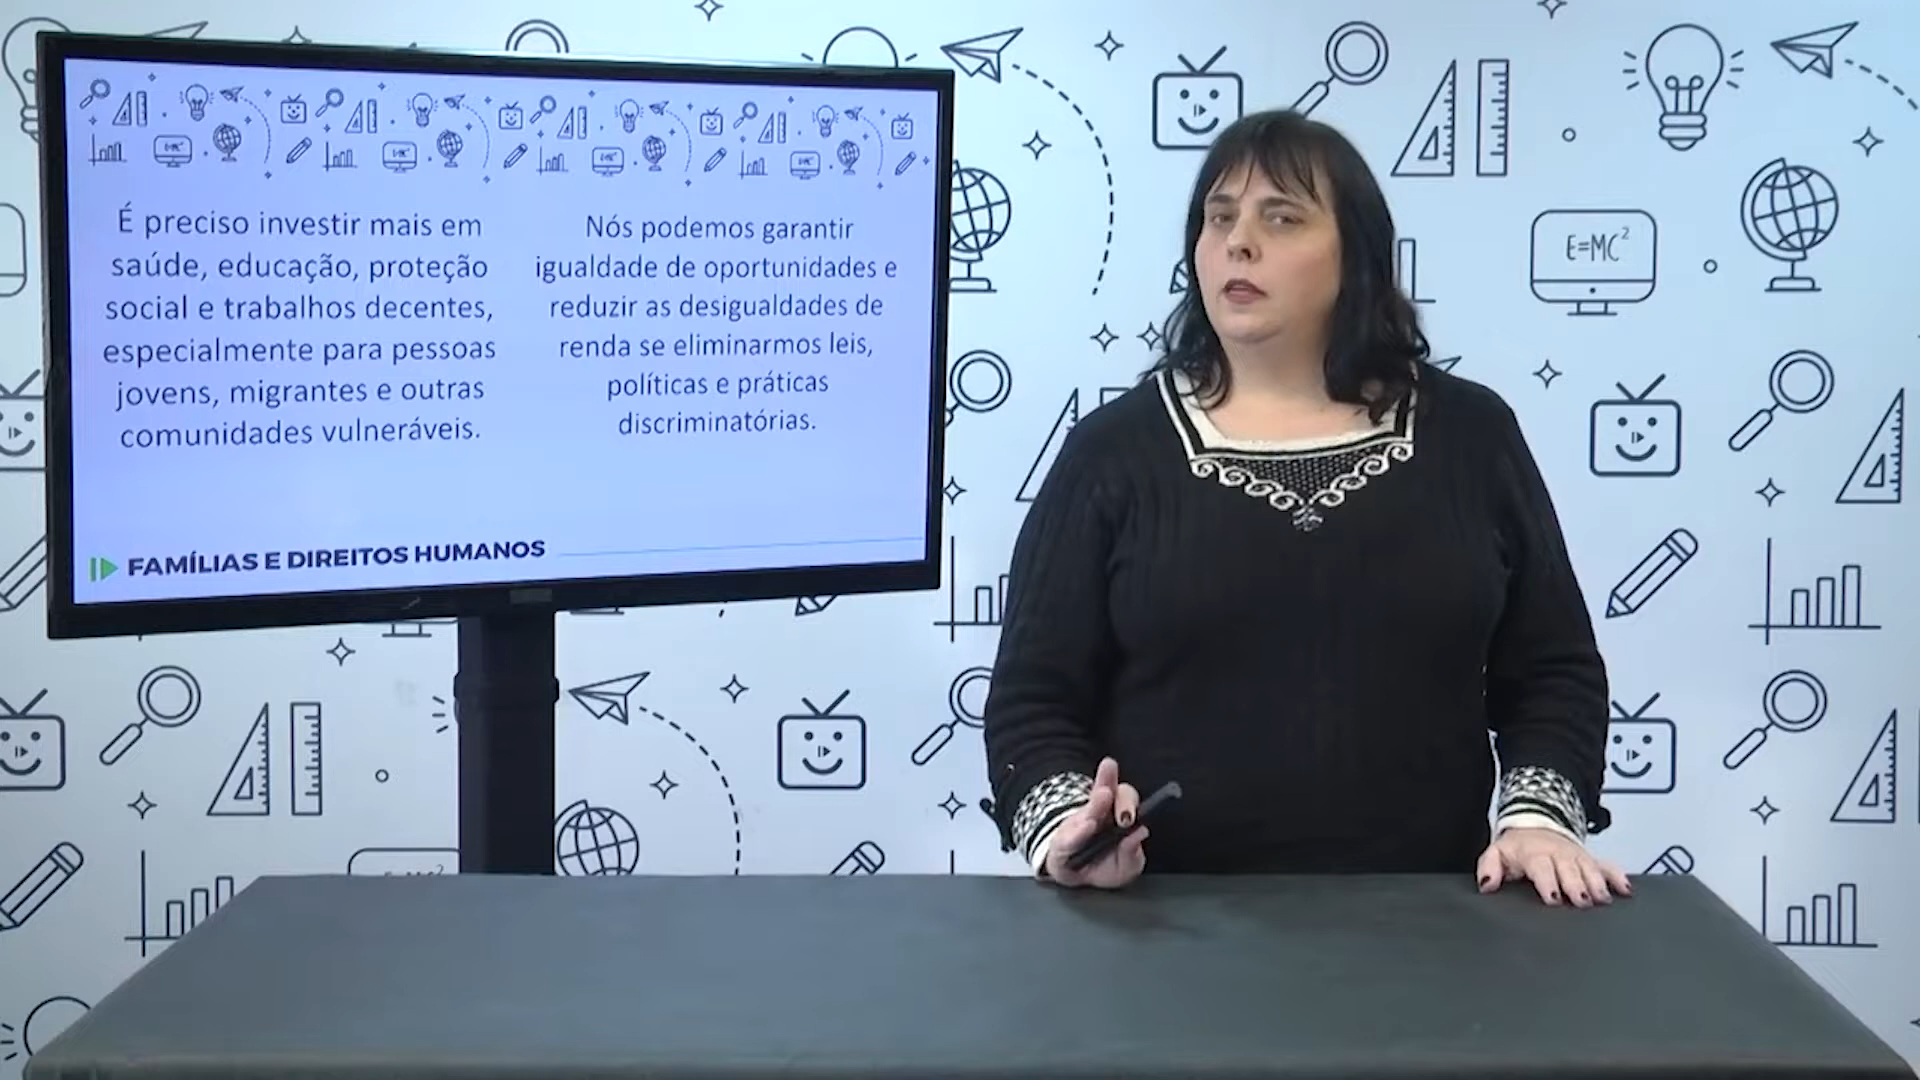 É preciso investir mais em
saúde, educação, proteção
social e trabalhos decentes,
especialmente para pessoas
jovens, migrantes e outras
comunidades vulneráveis.
Nós podemos garantir
igualdade de oportunidades e
reduzir as desigualdades de
renda se eliminarmos leis,
políticas e práticas
discriminatórias.
FAMÍLIAS E DIREITOS HUMANOS
E=MC²